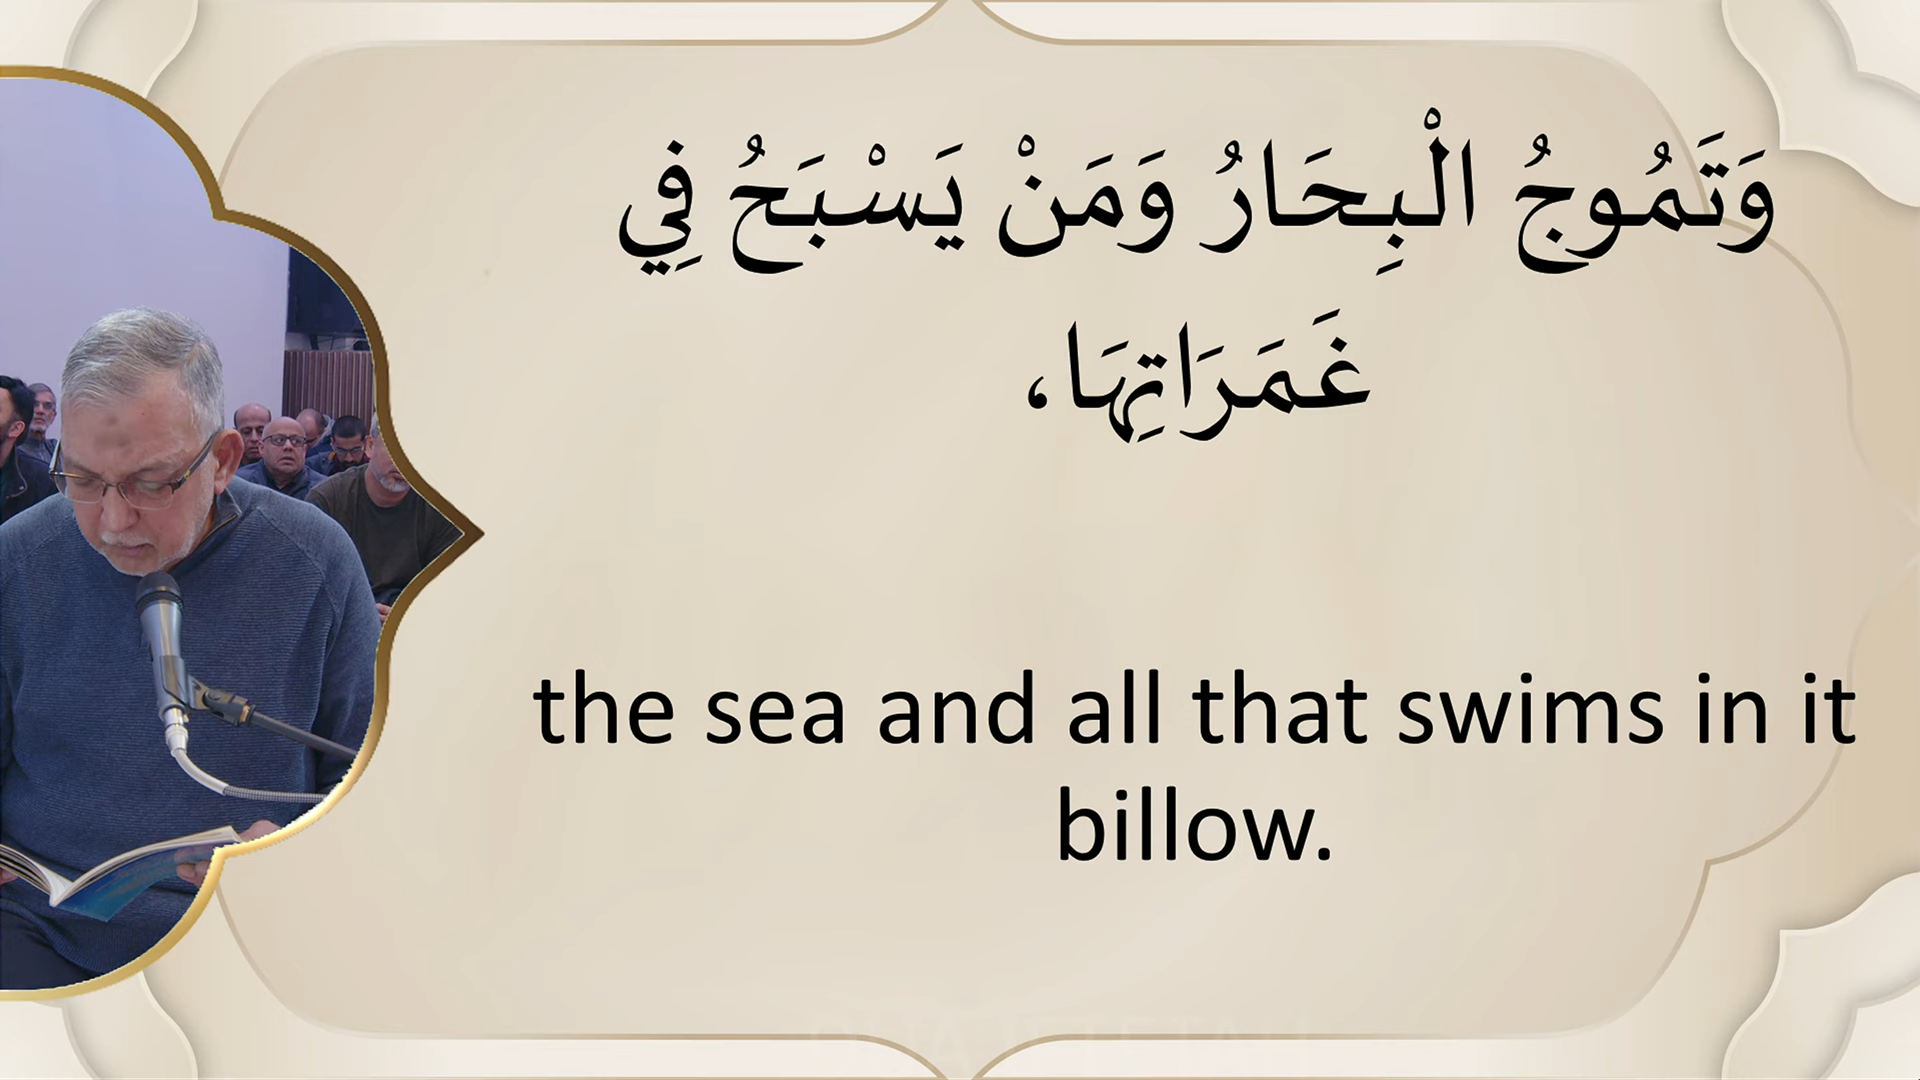 وَتَمُوجُ الْبِحَارُ وَمَنْ يَسْبَحُ فِي
غَمَرَاتِهَا،
the sea and all that swims in it
billow.